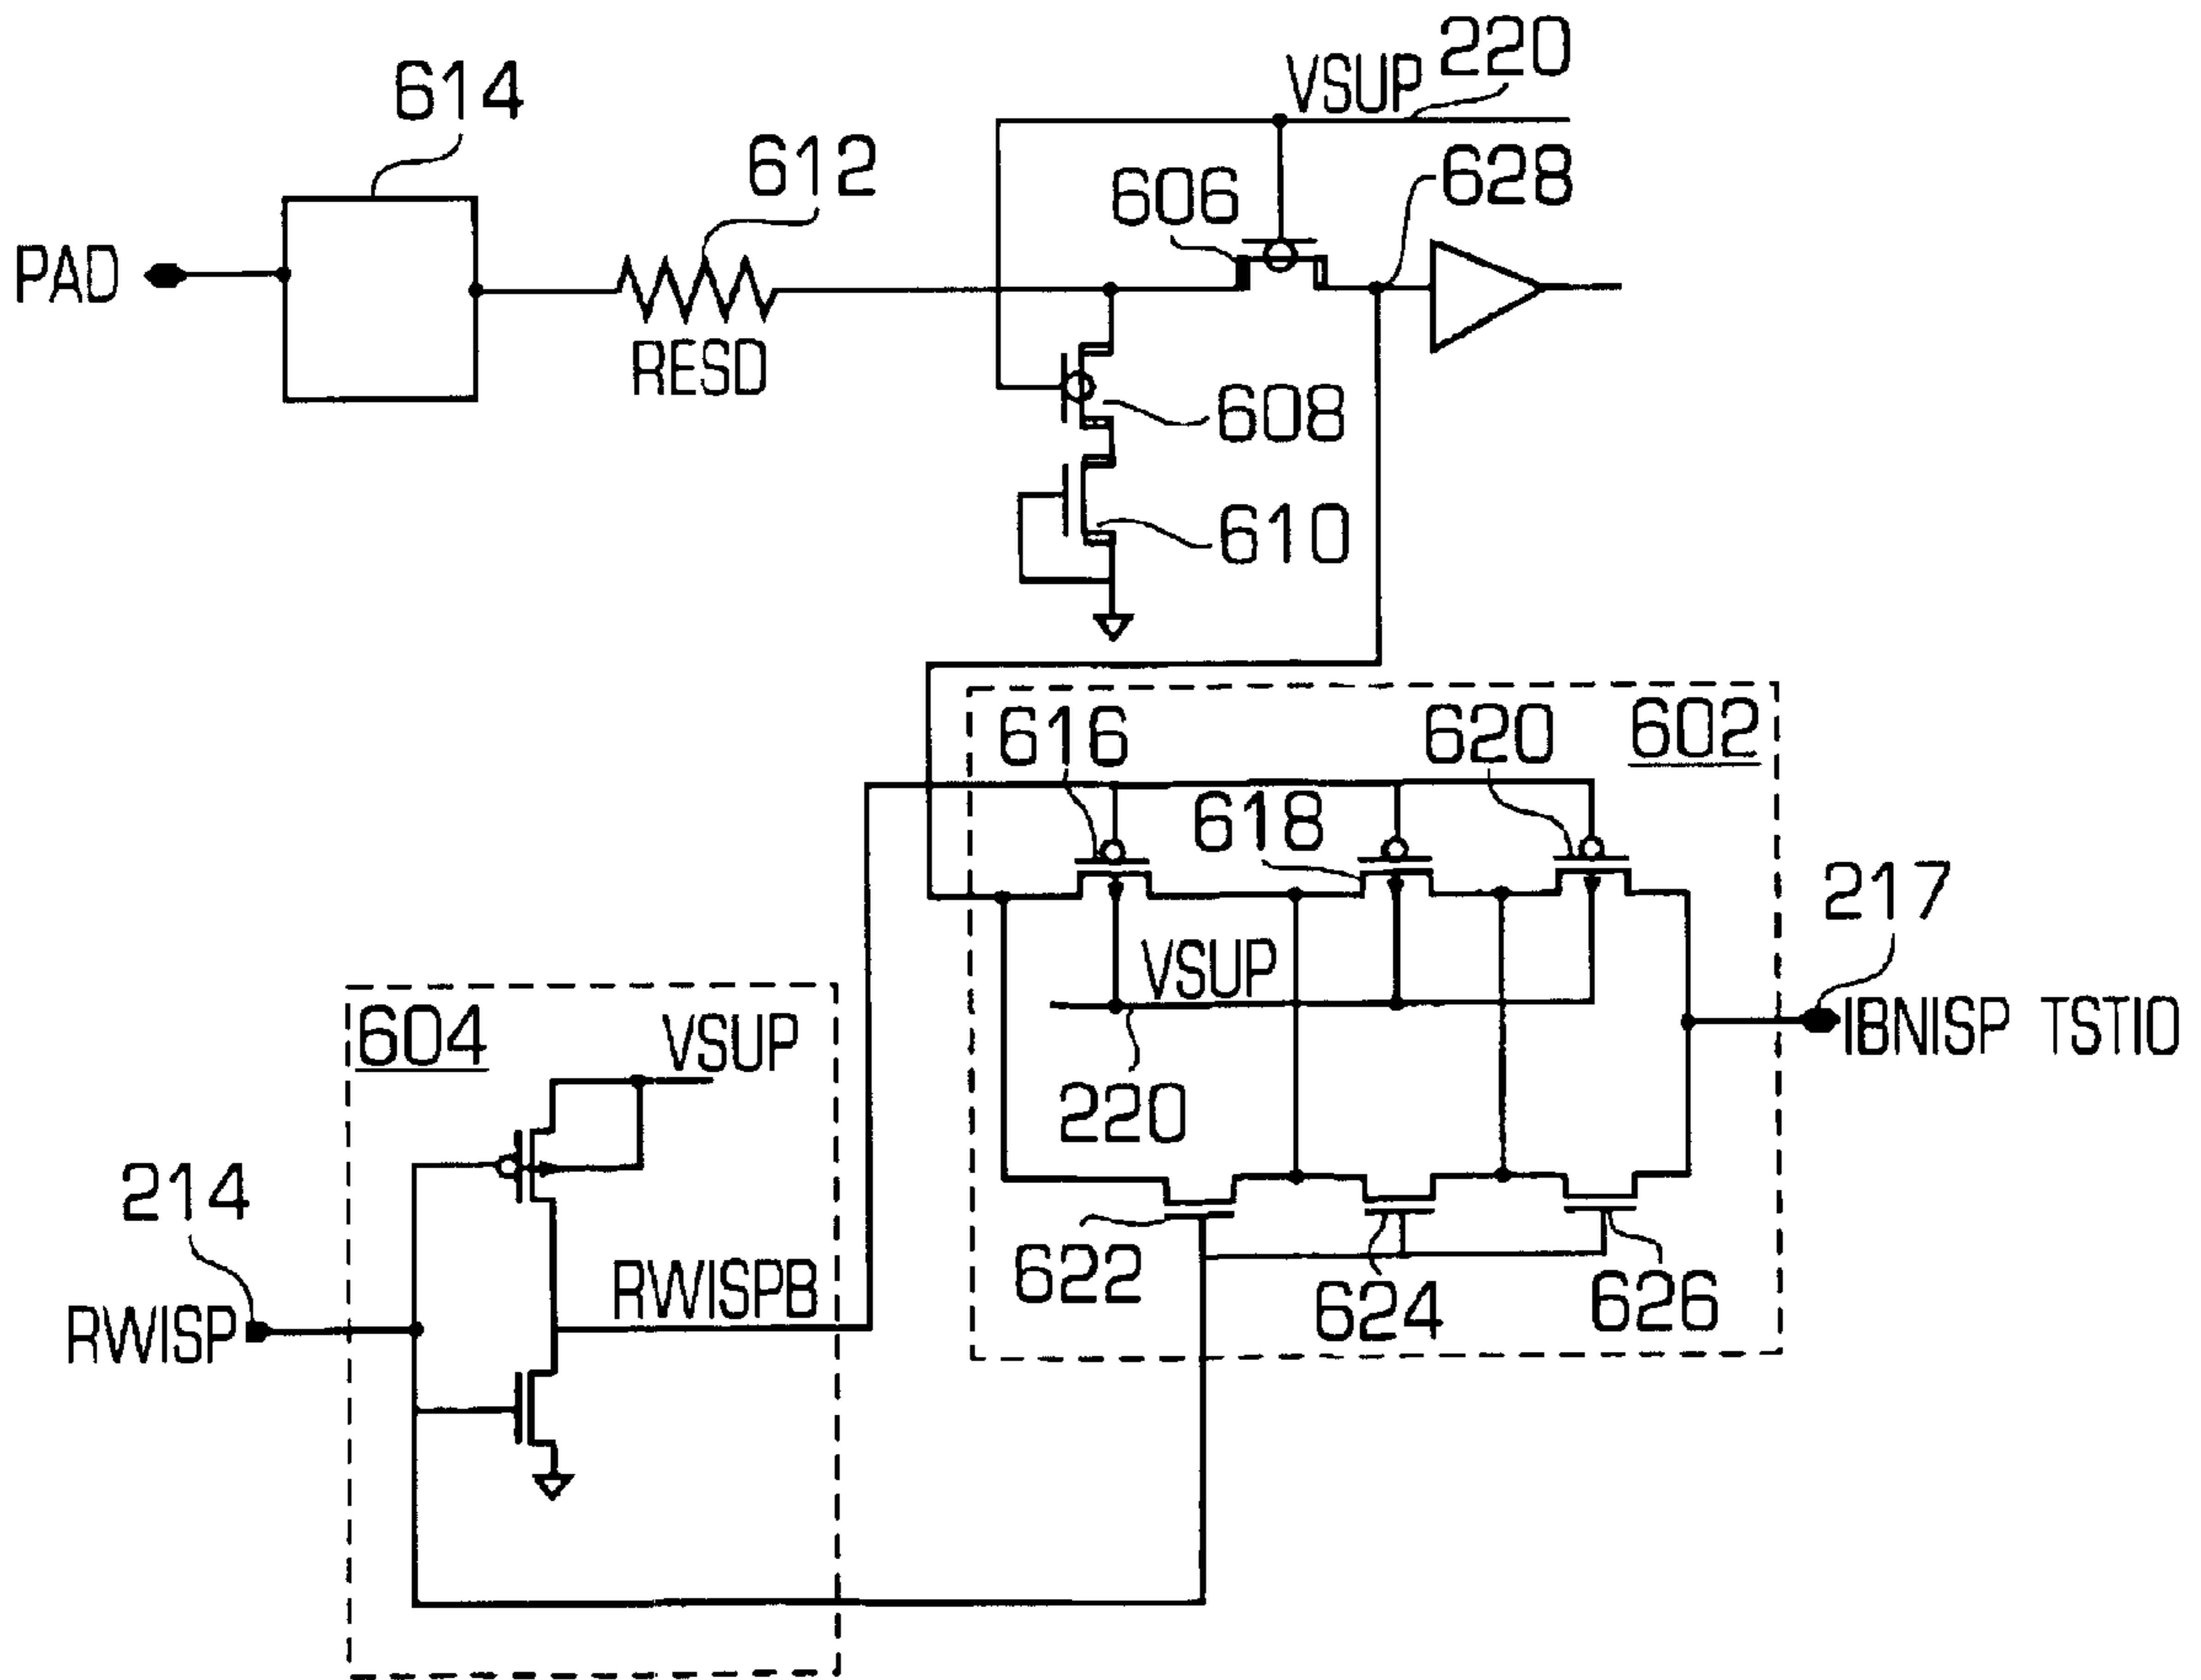 VSUP 220
614
612
606
628
PAD
RESD
608
610
616
620
602
618
217
VSUP
IBNISP TSTIO
604
VSUP
220
214
RWISPB
622
624
626
RWISP